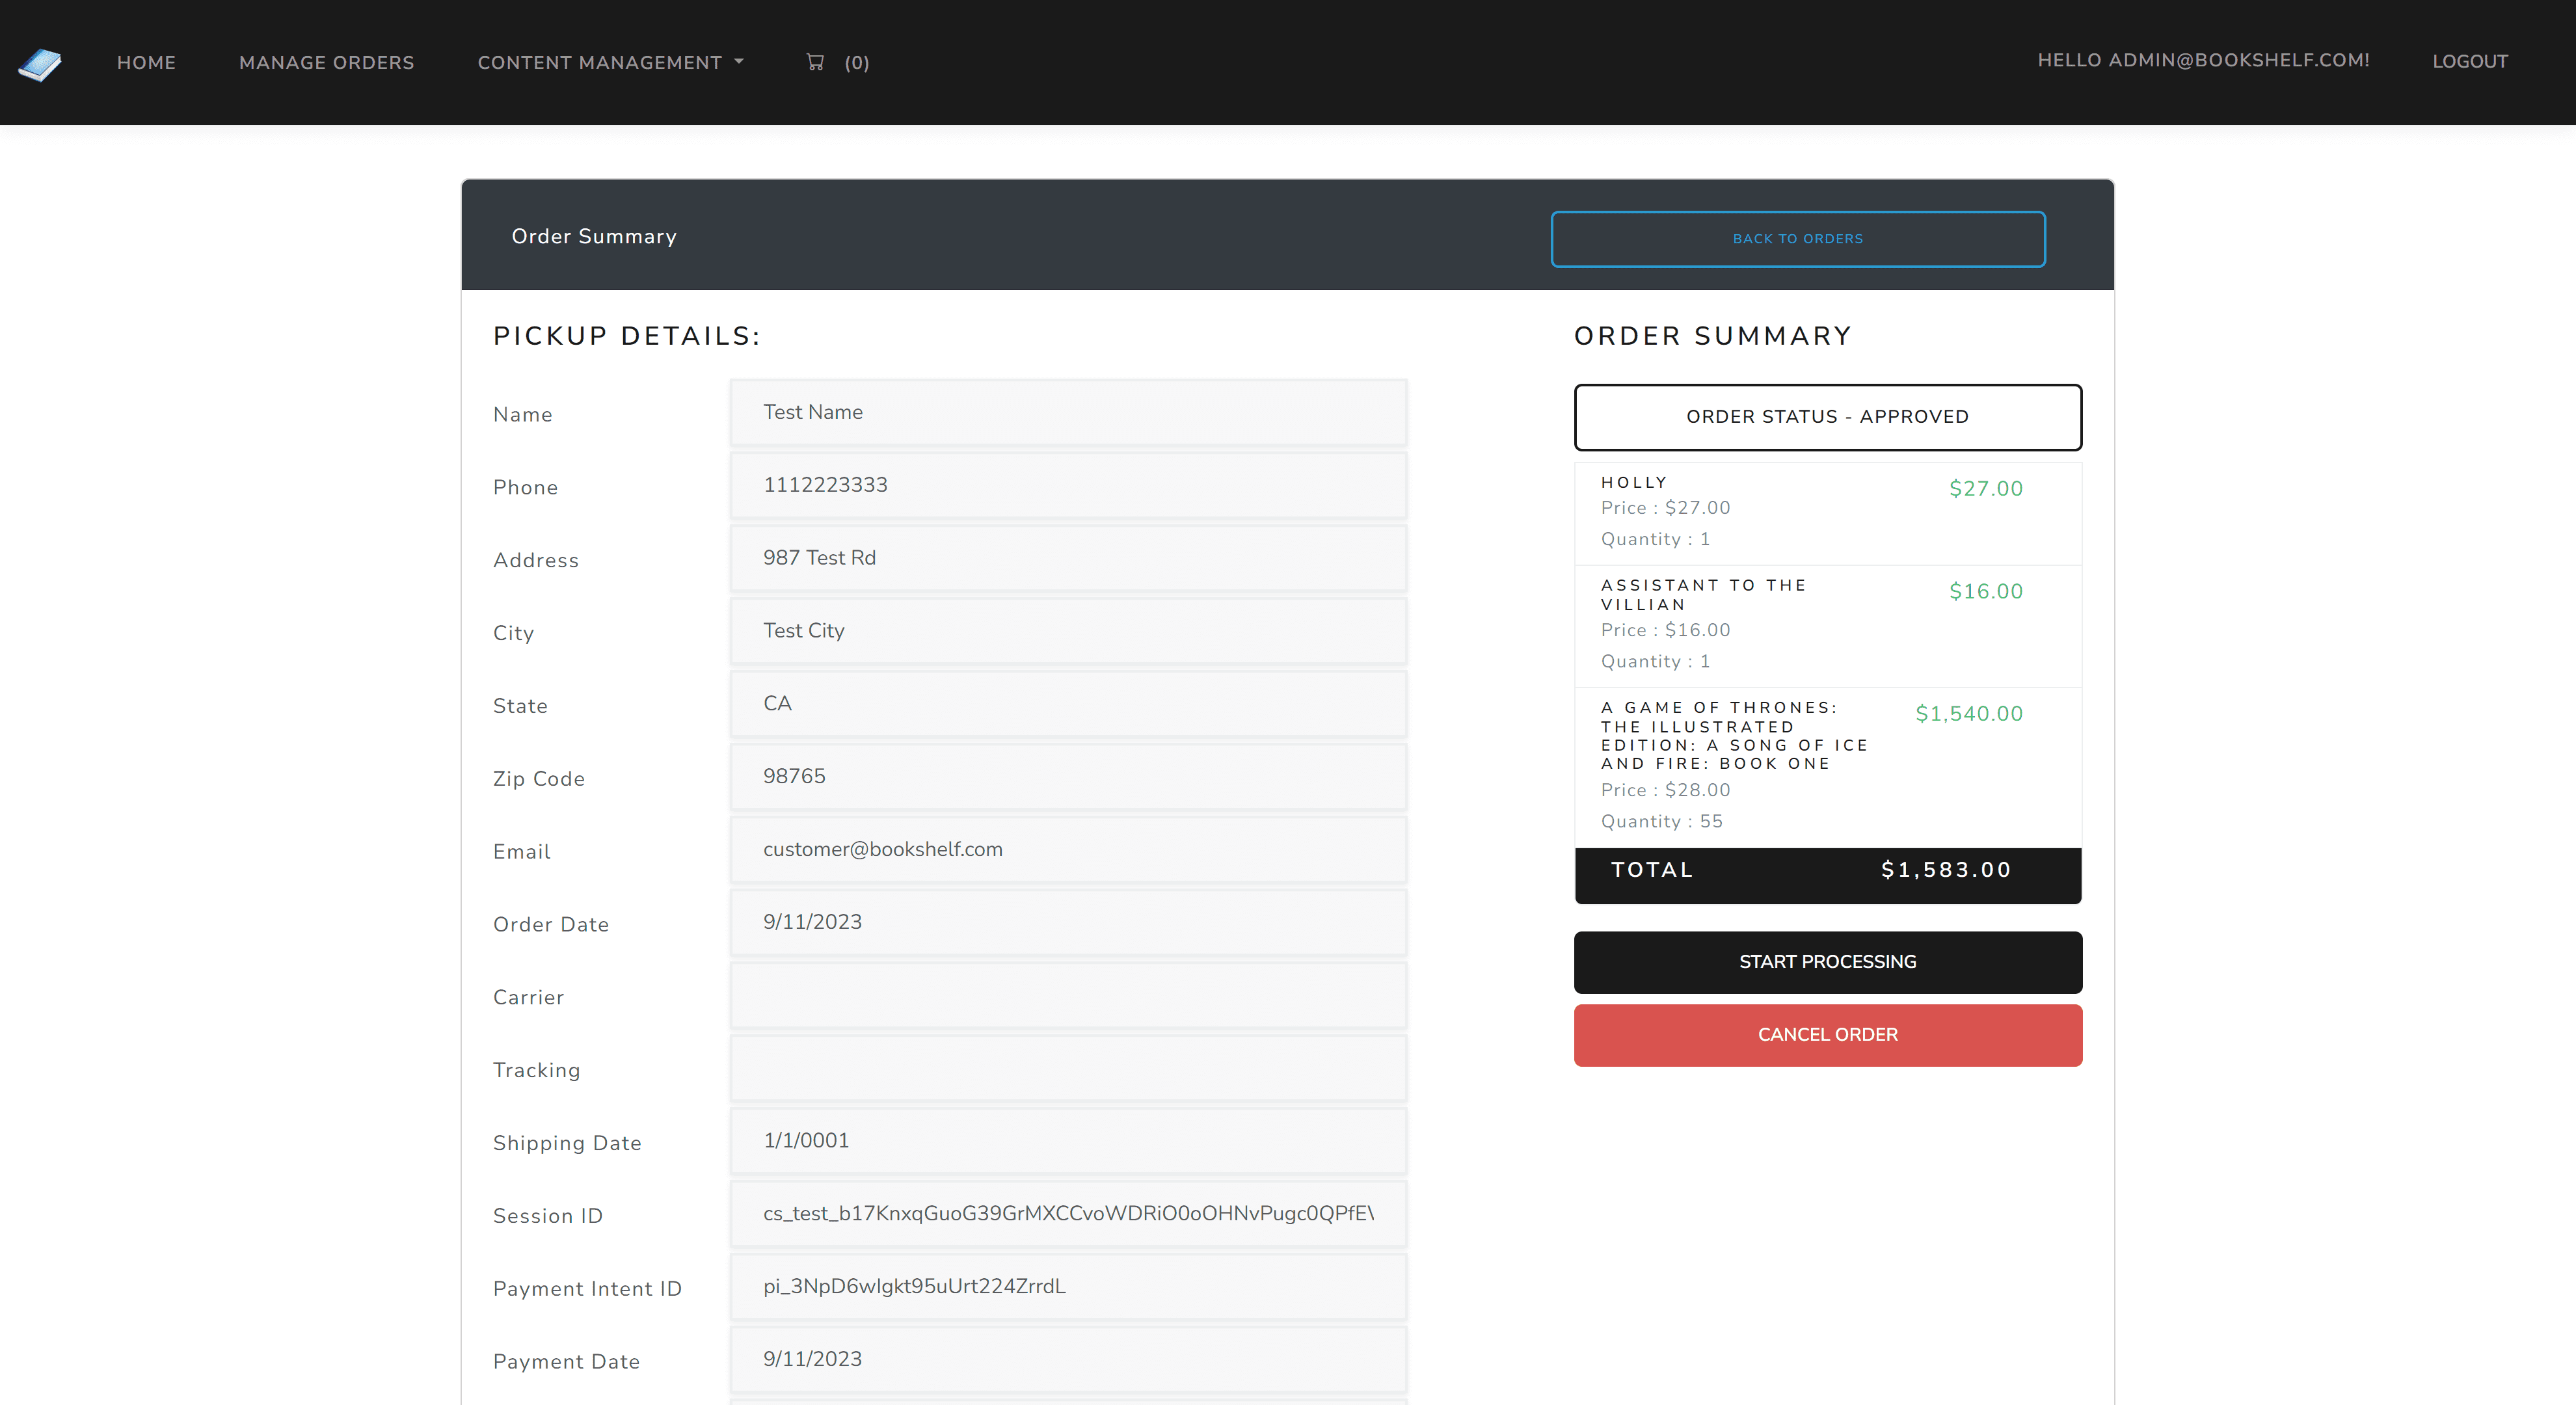 HOME MANAGE ORDERS CONTENT MANAGEMENT (0) HELLO ADMIN@BOOKSHELF.COM! LOGOUT
Order Summary
BACK TO ORDERS
PICKUP DETAILS:
Name Test Name
Phone 1112223333
Address 987 Test Rd
City Test City
State CA
Zip Code 98765
Email customer@bookshelf.com
Order Date 9/11/2023
Carrier
Tracking
Shipping Date 1/1/0001
Session ID cs_test_b17KnxqGuoG39GrMXCCvoWDRiO0oOHNvPugc0QPfE
Payment Intent ID pi_3NpD6wIgkt95uUrt224ZrrdL
Payment Date 9/11/2023
ORDER SUMMARY
ORDER STATUS - APPROVED
HOLLY $27.00
Price : $27.00
Quantity : 1
ASSISTANT TO THE $16.00
VILLIAN
Price : $16.00
Quantity : 1
A GAME OF THRONES: $1,540.00
THE ILLUSTRATED
EDITION: A SONG OF ICE
AND FIRE: BOOK ONE
Price : $28.00
Quantity : 55
TOTAL $1,583.00
START PROCESSING
CANCEL ORDER